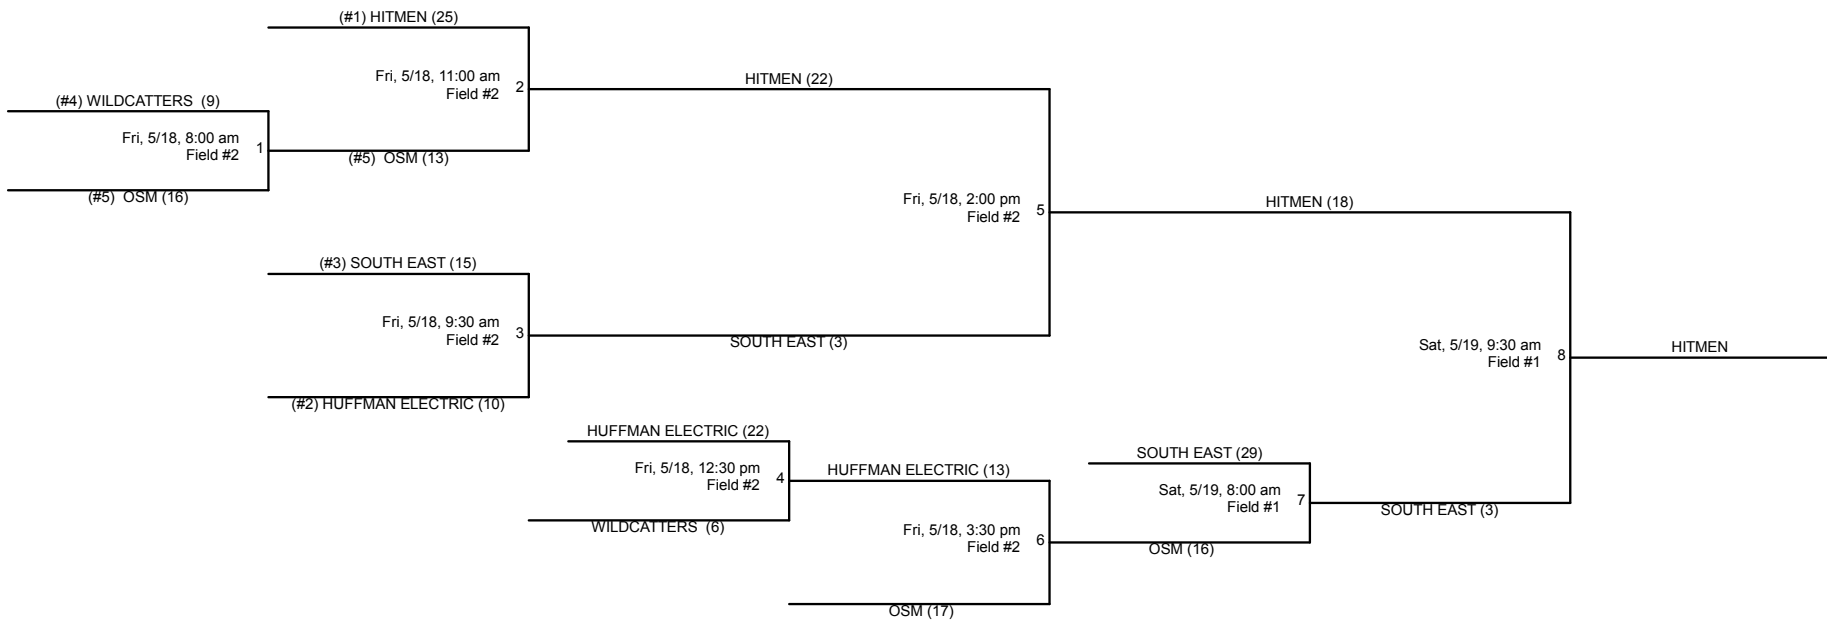 (#1) HITMEN (25)
Fri, 5/18, 11:00 am
Field #2
2
HITMEN (22)
(#4) WILDCATTERS (9)
Fri, 5/18, 8:00 am
Field #2
1
(#5) OSM (13)
(#5) OSM (16)
Fri, 5/18, 2:00 pm
Field #2
5
HITMEN (18)
(#3) SOUTH EAST (15)
Fri, 5/18, 9:30 am
Field #2
3
SOUTH EAST (3)
(#2) HUFFMAN ELECTRIC (10)
Sat, 5/19, 9:30 am
Field #1
8
HITMEN
HUFFMAN ELECTRIC (22)
Fri, 5/18, 12:30 pm
Field #2
4
HUFFMAN ELECTRIC (13)
WILDCATTERS (6)
SOUTH EAST (29)
Sat, 5/19, 8:00 am
Field #1
7
SOUTH EAST (3)
Fri, 5/18, 3:30 pm
Field #2
6
OSM (16)
OSM (17)